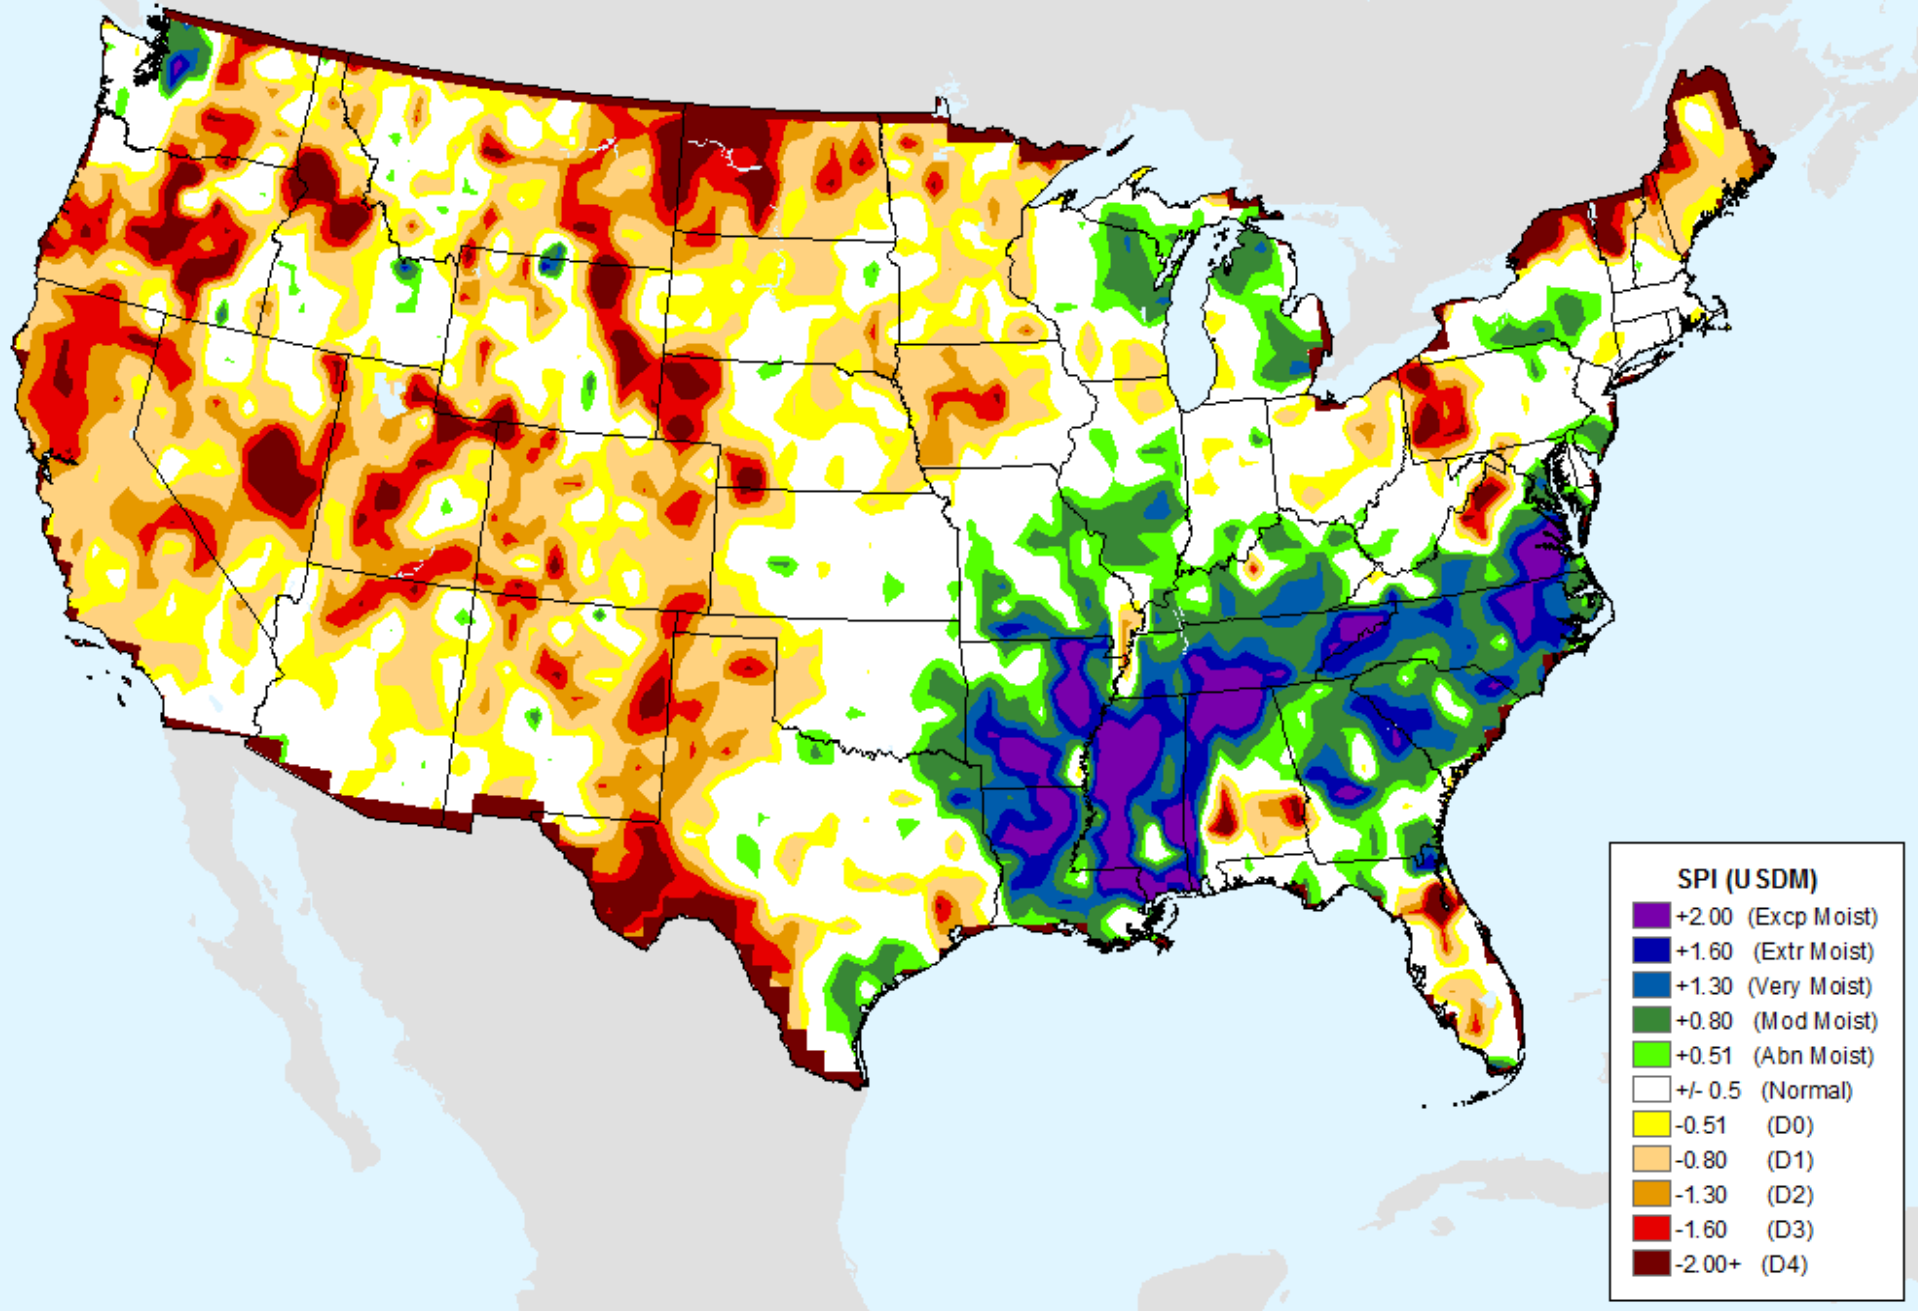 SPI (USDM)
+2.00 (Excp Moist)
+1.60 (Extr Moist)
+1.30 (Very Moist)
+0.80 (Mod Moist)
+0.51 (Abn Moist)
+/- 0.5 (Normal)
-0.51 (D0)
-0.80 (D1)
-1.30 (D2)
-1.60 (D3)
-2.00+ (D4)